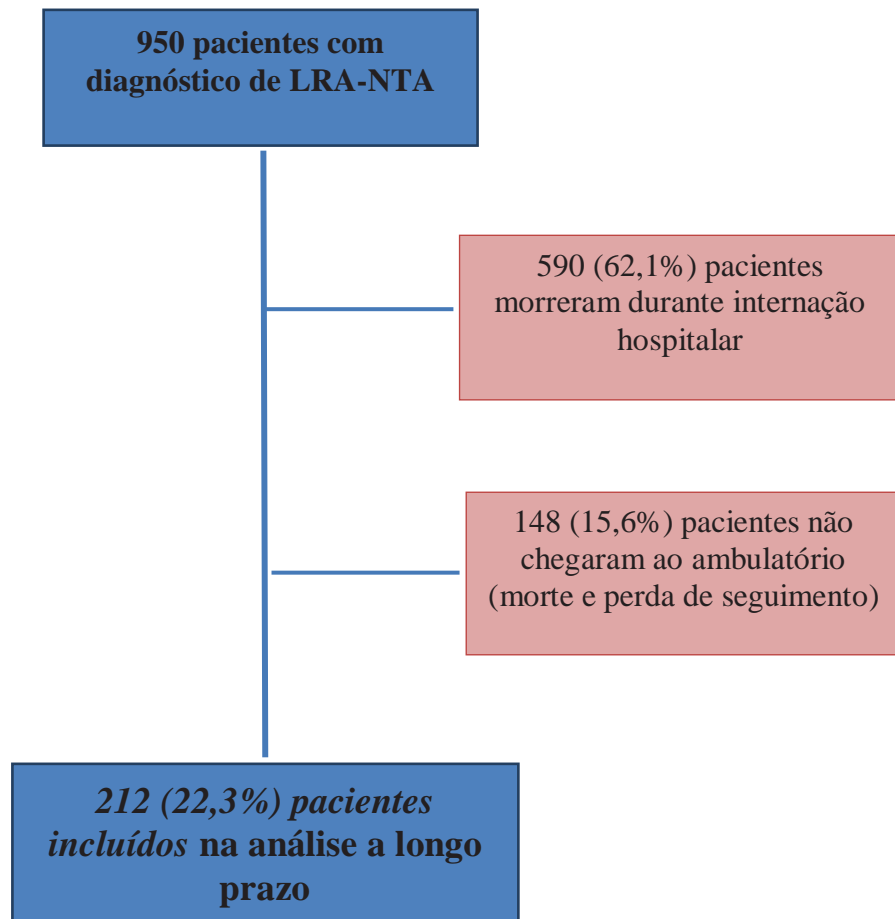 950 pacientes com
diagnóstico de LRA-NTA
590 (62,1%) pacientes
morreram durante internação
hospitalar
148 (15,6%) pacientes não
chegaram ao ambulatório
(morte e perda de seguimento)
212 (22,3%) pacientes
incluídos na análise a longo
prazo